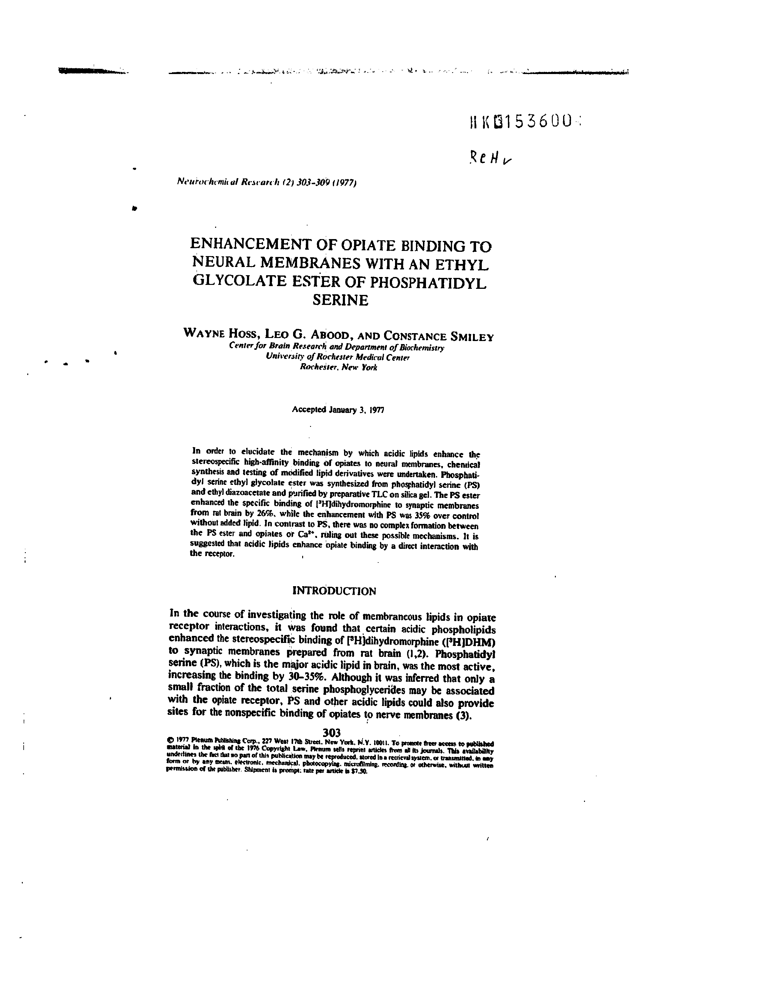 HK0153600
ReH
Neurochemical Research (2) 303-309 (1977)
ENHANCEMENT OF OPIATE BINDING TO
NEURAL MEMBRANES WITH AN ETHYL
GLYCOLATE ESTER OF PHOSPHATIDYL
SERINE
WAYNE HOSS, LEO G. ABOOD, AND CONSTANCE SMILEY
Center for Brain Research and Department of Biochemistry
University of Rochester Medical Center
Rochester, New York
Accepted January 3, 1977
In order to elucidate the mechanism by which acidic lipids enhance the
stereospecific high-affinity binding of opiates to neural membranes, chemical
synthesis and testing of modified lipid derivatives were undertaken. Phosphati-
dyl serine ethyl glycolate ester was synthesized from phosphatidyl serine (PS)
and ethyl diazoacetate and purified by preparative TLC on silica gel. The PS ester
enhanced the specific binding of [³H]dihydromorphine to synaptic membranes
from rat brain by 26%, while the enhancement with PS was 35% over control
without added lipid. In contrast to PS, there was no complex formation between
the PS ester and opiates or Ca²⁺, ruling out these possible mechanisms. It is
suggested that acidic lipids enhance opiate binding by a direct interaction with
the receptor.
INTRODUCTION
In the course of investigating the role of membraneous lipids in opiate
receptor interactions, it was found that certain acidic phospholipids
enhanced the stereospecific binding of [³H]dihydromorphine ([³H]DHM)
to synaptic membranes prepared from rat brain (1,2). Phosphatidyl
serine (PS), which is the major acidic lipid in brain, was the most active,
increasing the binding by 30-35%. Although it was inferred that only a
small fraction of the total serine phosphoglycerides may be associated
with the opiate receptor, PS and other acidic lipids could also provide
sites for the nonspecific binding of opiates to nerve membranes (3).
303
© 1977 Plenum Publishing Corp., 227 West 17th Street, New York, N.Y. 10011. To promote freer access to published
material in the spirit of the 1976 Copyright Law, Plenum sells reprint articles from all its journals. This availability
underlines the fact that no part of this publication may be reproduced, stored in a retrieval system, or transmitted, in any
form or by any means, electronic, mechanical, photocopying, microfilming, recording, or otherwise, without written
permission of the publisher. Shipment is prompt; rate per article is $7.50.